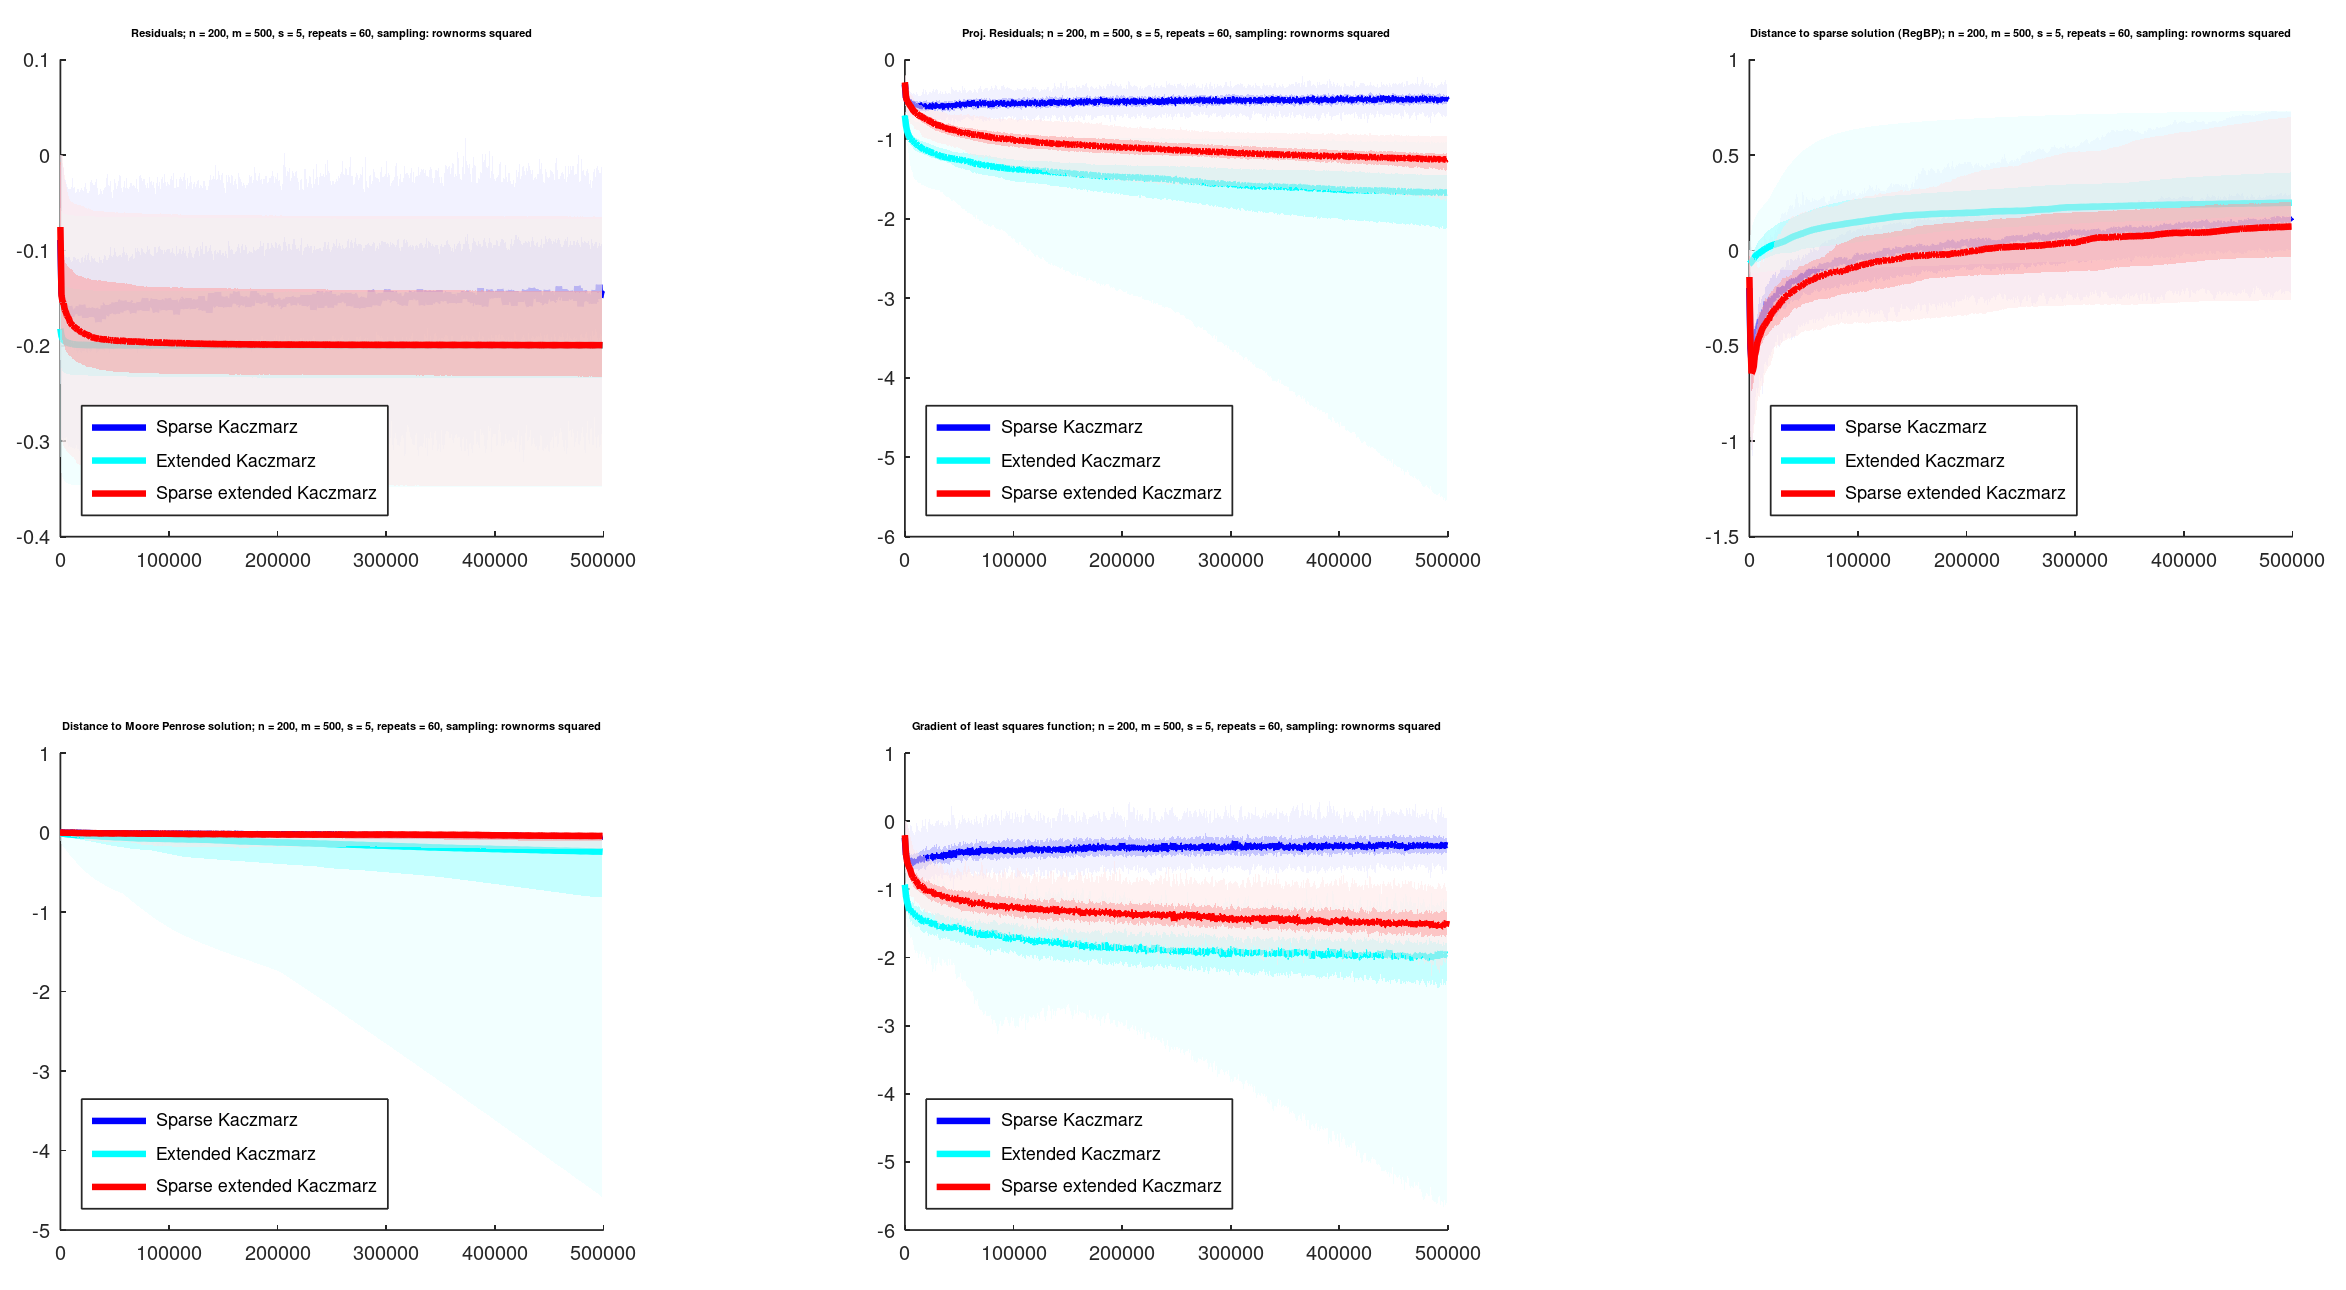 Residuals; n = 200, m = 500, s = 5, repeats = 60, sampling: rownorms squared
0.1
0
-0.1
-0.2
-0.3
-0.4
Sparse Kaczmarz
Extended Kaczmarz
Sparse extended Kaczmarz
0 100000 200000 300000 400000 500000
Proj. Residuals; n = 200, m = 500, s = 5, repeats = 60, sampling: rownorms squared
0
-1
-2
-3
-4
-5
-6
Sparse Kaczmarz
Extended Kaczmarz
Sparse extended Kaczmarz
0 100000 200000 300000 400000 500000
Distance to sparse solution (RegBP); n = 200, m = 500, s = 5, repeats = 60, sampling: rownorms squared
1
0.5
0
-0.5
-1
-1.5
Sparse Kaczmarz
Extended Kaczmarz
Sparse extended Kaczmarz
0 100000 200000 300000 400000 500000
Distance to Moore Penrose solution; n = 200, m = 500, s = 5, repeats = 60, sampling: rownorms squared
1
0
-1
-2
-3
-4
-5
Sparse Kaczmarz
Extended Kaczmarz
Sparse extended Kaczmarz
0 100000 200000 300000 400000 500000
Gradient of least squares function; n = 200, m = 500, s = 5, repeats = 60, sampling: rownorms squared
1
0
-1
-2
-3
-4
-5
-6
Sparse Kaczmarz
Extended Kaczmarz
Sparse extended Kaczmarz
0 100000 200000 300000 400000 500000